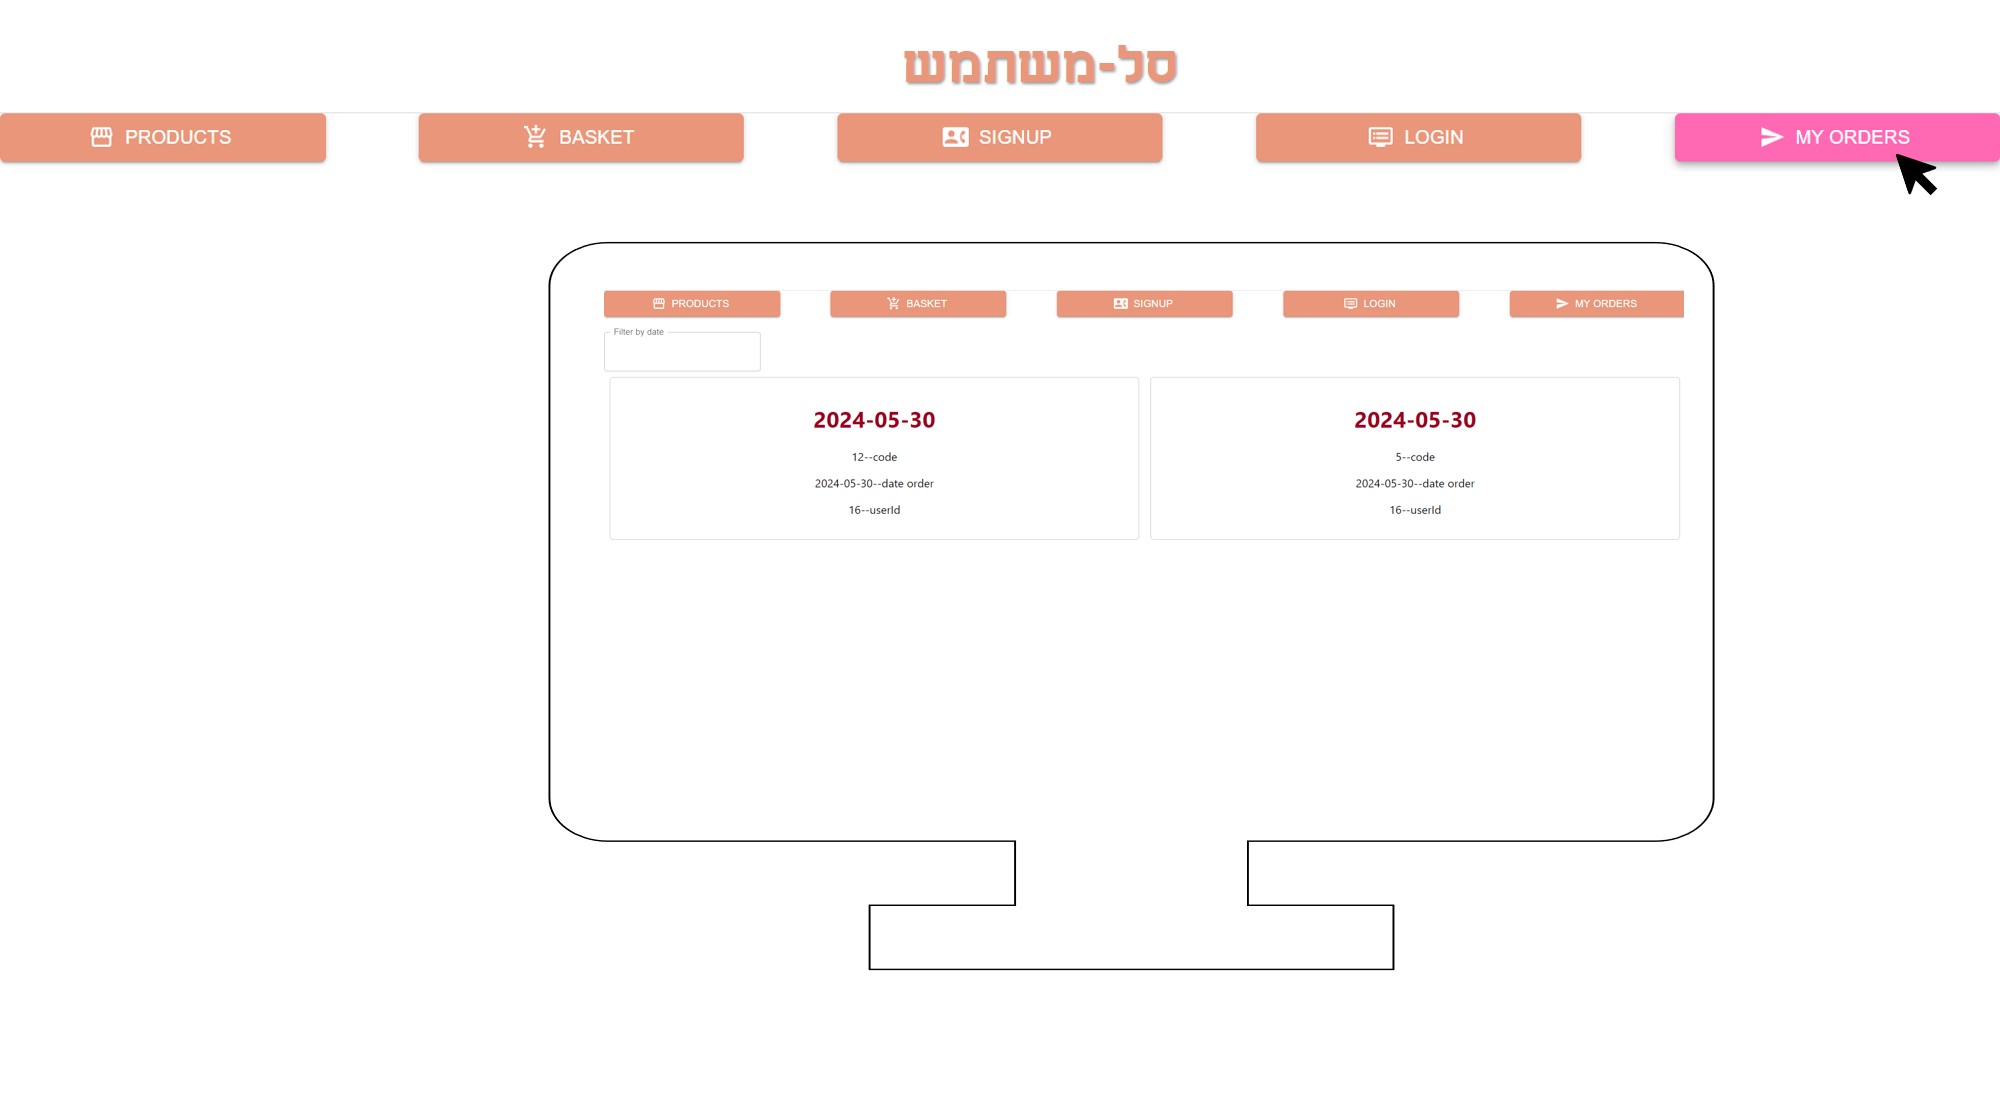 סל-משתמש
PRODUCTS BASKET SIGNUP LOGIN MY ORDERS
PRODUCTS BASKET SIGNUP LOGIN MY ORDERS
Filter by date
2024-05-30
12--code
2024-05-30--date order
16--userId
2024-05-30
5--code
2024-05-30--date order
16--userId